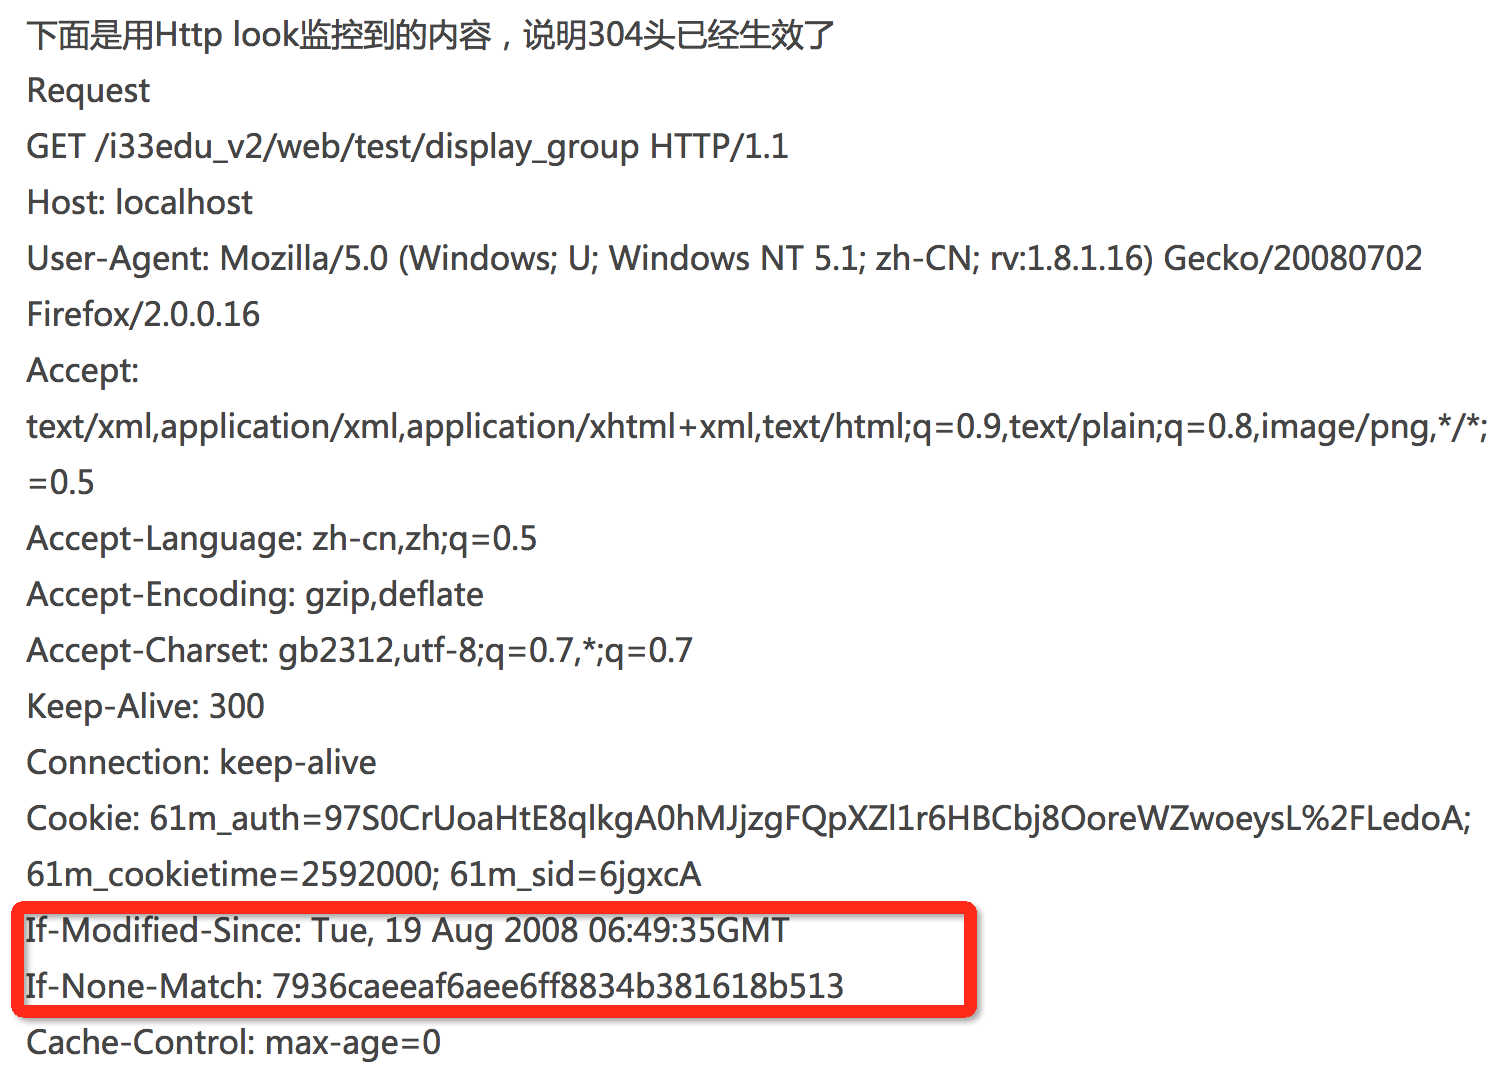 下面是用Http look监控到的内容，说明304头已经生效了
Request
GET /i33edu_v2/web/test/display_group HTTP/1.1
Host: localhost
User-Agent: Mozilla/5.0 (Windows; U; Windows NT 5.1; zh-CN; rv:1.8.1.16) Gecko/20080702
Firefox/2.0.0.16
Accept:
text/xml,application/xml,application/xhtml+xml,text/html;q=0.9,text/plain;q=0.8,image/png,*/*;
=0.5
Accept-Language: zh-cn,zh;q=0.5
Accept-Encoding: gzip,deflate
Accept-Charset: gb2312,utf-8;q=0.7,*;q=0.7
Keep-Alive: 300
Connection: keep-alive
Cookie: 61m_auth=97S0CrUoaHtE8qlkgA0hMJjzgFQpXZl1r6HBCbj8OoreWZwoeysL%2FLedoA;
61m_cookietime=2592000; 61m_sid=6jgxcA
If-Modified-Since: Tue, 19 Aug 2008 06:49:35GMT
If-None-Match: 7936caeeaf6aee6ff8834b381618b513
Cache-Control: max-age=0